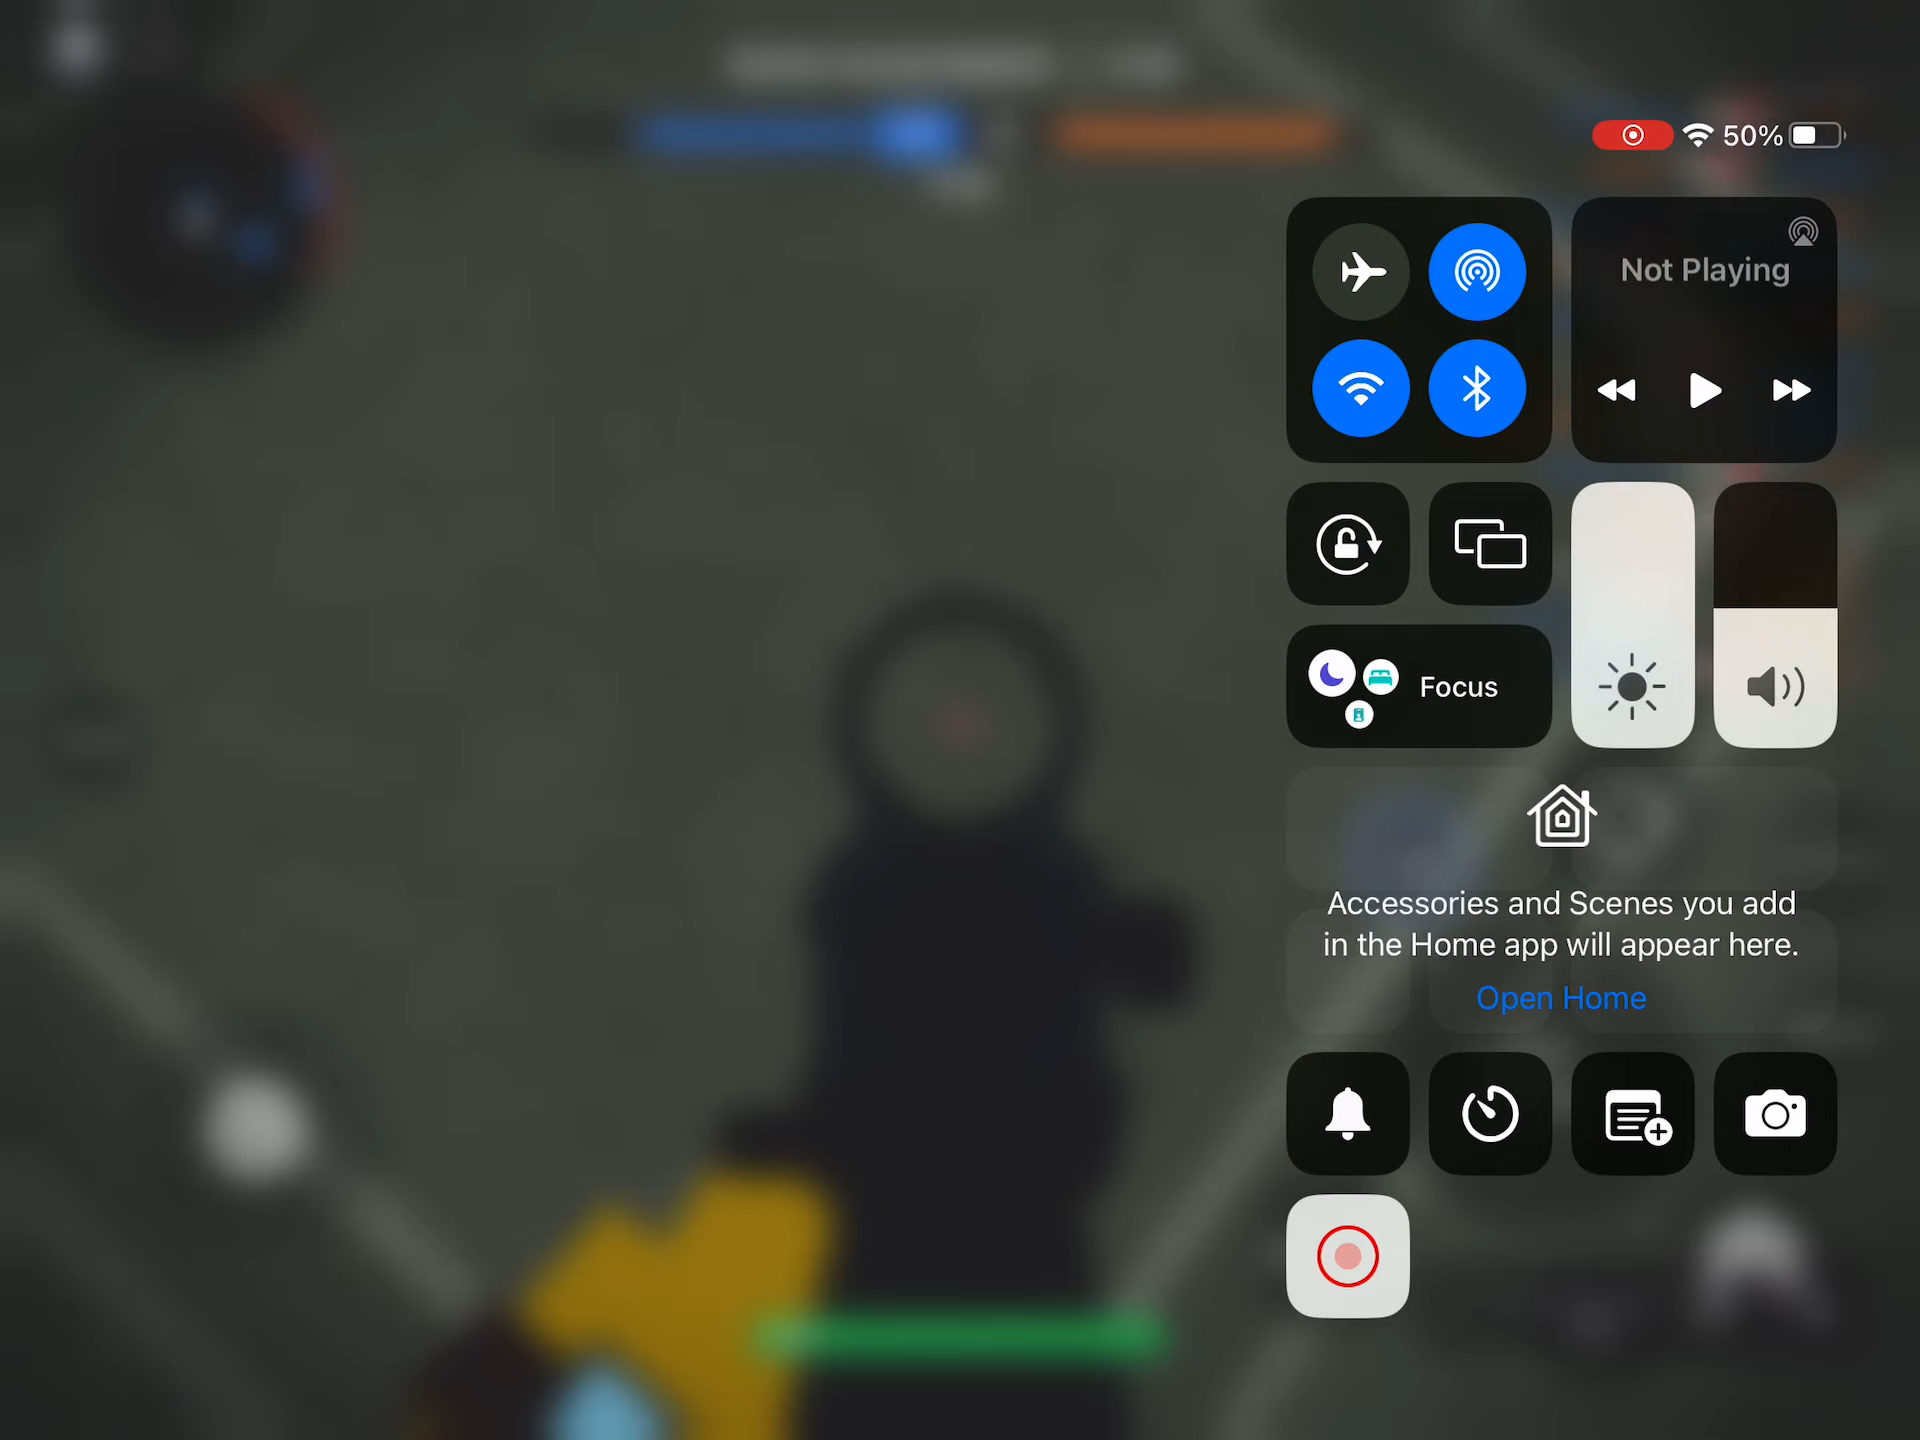 50%
Not Playing
Focus
Accessories and Scenes you add
in the Home app will appear here.
Open Home